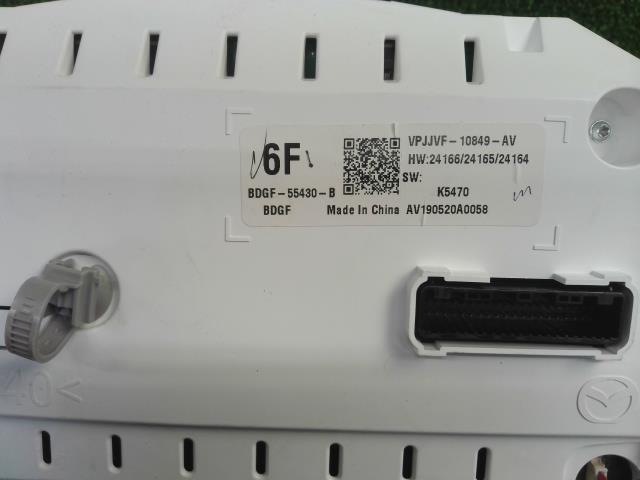 6F
VPJJVF-10849-AV
HW:24166/24165/24164
SW:
BDGF-55430-B
K5470
BDGF
Made In China AV190520A0058